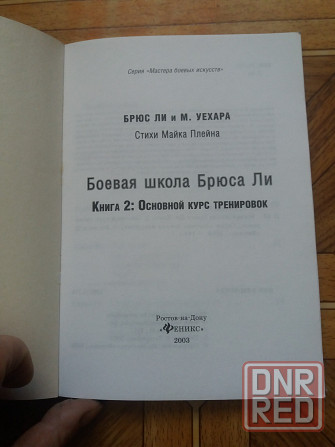 Серия «Мастера боевых искусств»
БРЮС ЛИ и М. УЕХАРА
Стихи Майка Плейна
Боевая школа Брюса Ли
Книга 2: Основной курс тренировок
Ростов-на-Дону
«Феникс»
2003
DNR
RED